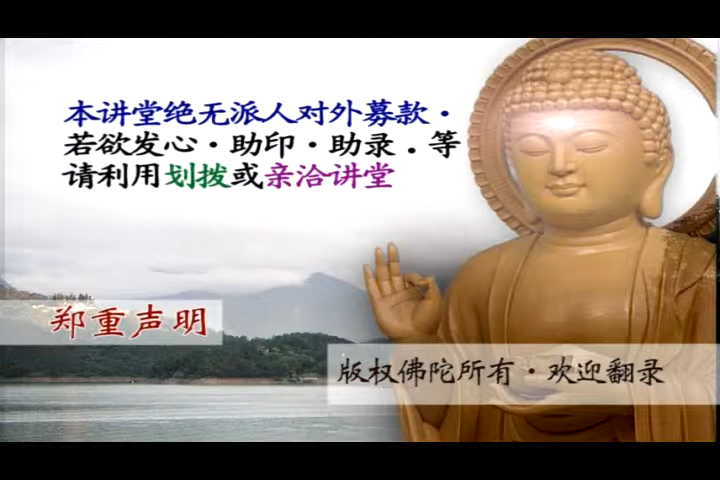 本讲堂绝无派人对外募款·
若欲发心·助印·助录.等
请利用划拨或亲洽讲堂
郑重声明
版权佛陀所有·欢迎翻录